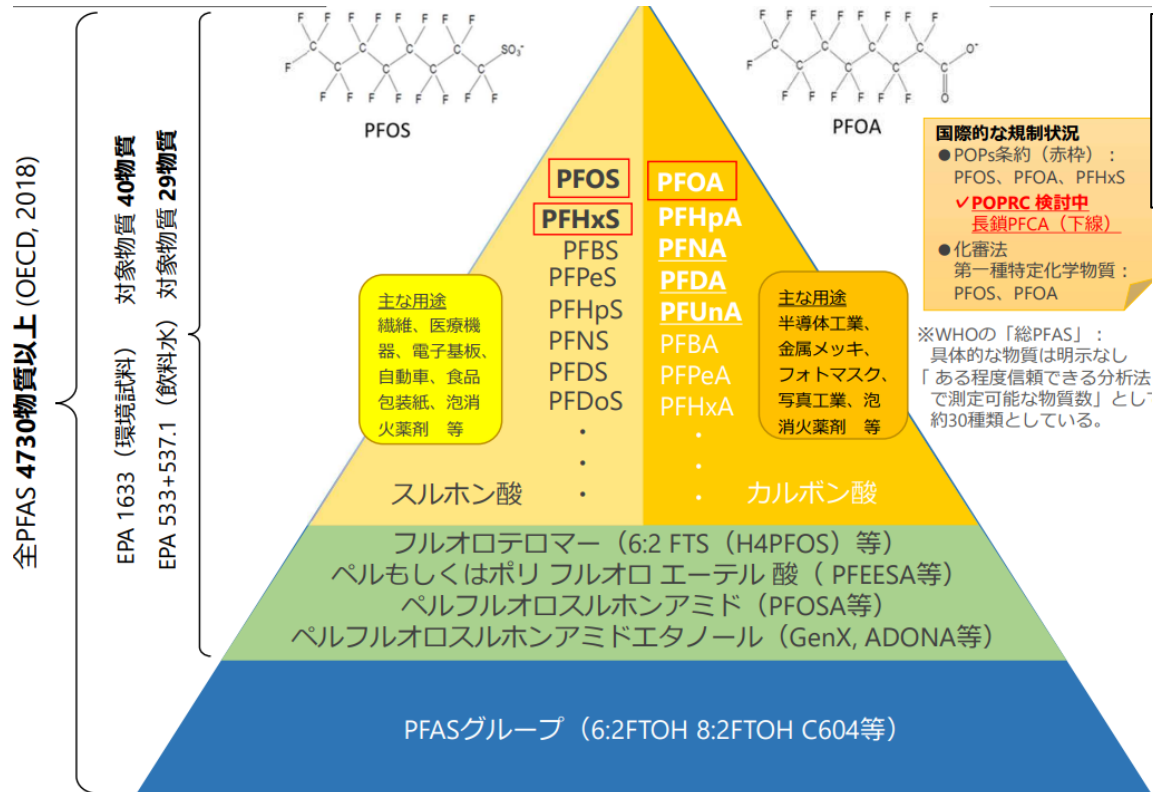 全PFAS 4730物質以上 (OECD, 2018)
EPA 1633（環境試料） 対象物質 40物質
EPA 533+537.1（飲料水）対象物質 29物質
F F F F F F F F
C C C C C C C C
SO₃⁻
F
F F F F F F F F
PFOS
F F F F F F F
C C C C C C C C
O⁻
F
F F F F F F F O
PFOA
国際的な規制状況
●POPs条約（赤枠）：
PFOS、PFOA、PFHxS
✓POPRC 検討中
長鎖PFCA（下線）
●化審法
第一種特定化学物質：
PFOS、PFOA
※WHOの「総PFAS」：
具体的な物質は明示なし
「 ある程度信頼できる分析法
で測定可能な物質数」として
約30種類としている。
PFOS
PFHxS
PFBS
PFPeS
PFHpS
PFNS
PFDS
PFDoS
・
・
・
スルホン酸
PFOA
PFHpA
PFNA
PFDA
PFUnA
PFBA
PFPeA
PFHxA
・
・
・
カルボン酸
主な用途
繊維、医療機
器、電子基板、
自動車、食品
包装紙、泡消
火薬剤 等
主な用途
半導体工業、
金属メッキ、
フォトマスク、
写真工業、泡
消火薬剤 等
フルオロテロマー（6:2 FTS（H4PFOS）等）
ペルもしくはポリ フルオロ エーテル 酸（ PFEESA等）
ペルフルオロスルホンアミド（PFOSA等）
ペルフルオロスルホンアミドエタノール（GenX, ADONA等）
PFASグループ（6:2FTOH 8:2FTOH C604等）